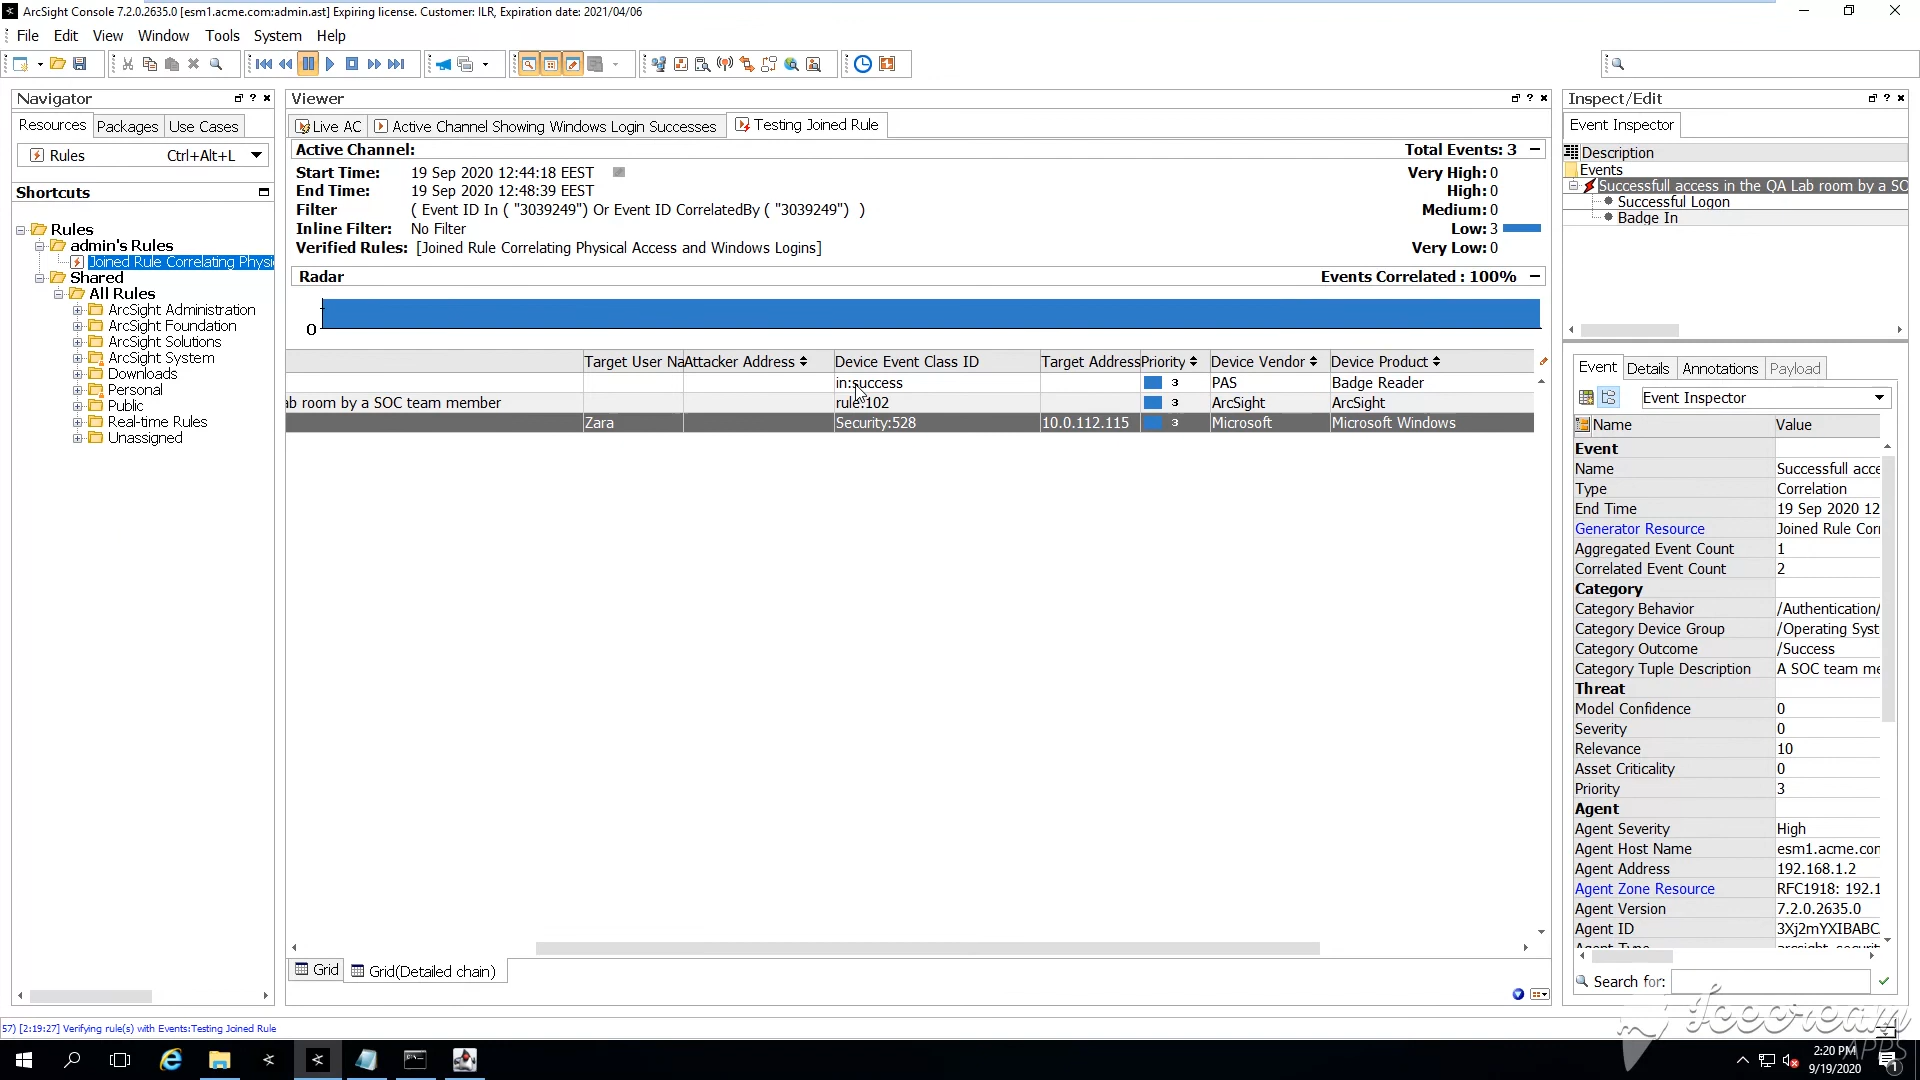 ArcSight Console 7.2.0.2635.0 [esm1.acme.com:admin.ast] Expiring license. Customer: ILR, Expiration date: 2021/04/06
File Edit View Window Tools System Help
Navigator
Resources Packages Use Cases
Rules Ctrl+Alt+L
Shortcuts
Rules
admin's Rules
Joined Rule Correlating Physi
Shared
All Rules
ArcSight Administration
ArcSight Foundation
ArcSight Solutions
ArcSight System
Downloads
Personal
Public
Real-time Rules
Unassigned
Viewer
Live AC Active Channel Showing Windows Login Successes Testing Joined Rule
Active Channel: Total Events: 3
Start Time: 19 Sep 2020 12:44:18 EEST Very High: 0
End Time: 19 Sep 2020 12:48:39 EEST High: 0
Filter ( Event ID In ( "3039249") Or Event ID CorrelatedBy ( "3039249") ) Medium: 0
Inline Filter: No Filter Low: 3
Verified Rules: [Joined Rule Correlating Physical Access and Windows Logins] Very Low: 0
Radar Events Correlated : 100%
0
Target User Na Attacker Address Device Event Class ID Target Address Priority Device Vendor Device Product
in:success 3 PAS Badge Reader
ab room by a SOC team member rule:102 3 ArcSight ArcSight
Zara Security:528 10.0.112.115 3 Microsoft Microsoft Windows
Grid Grid(Detailed chain)
Inspect/Edit
Event Inspector
Description
Events
Successfull access in the QA Lab room by a SO
Successful Logon
Badge In
Event Details Annotations Payload
Event Inspector
Name Value
Event
Name Successfull acce
Type Correlation
End Time 19 Sep 2020 12
Generator Resource Joined Rule Corr
Aggregated Event Count 1
Correlated Event Count 2
Category
Category Behavior /Authentication/
Category Device Group /Operating Syst
Category Outcome /Success
Category Tuple Description A SOC team me
Threat
Model Confidence 0
Severity 0
Relevance 10
Asset Criticality 0
Priority 3
Agent
Agent Severity High
Agent Host Name esm1.acme.con
Agent Address 192.168.1.2
Agent Zone Resource RFC1918: 192.1
Agent Version 7.2.0.2635.0
Agent ID 3Xj2mYXIBABC
Agent Type arcsight_securit
Search for:
57) [2:19:27] Verifying rule(s) with Events:Testing Joined Rule
Icecream
APPS
2:20 PM
9/19/2020
1